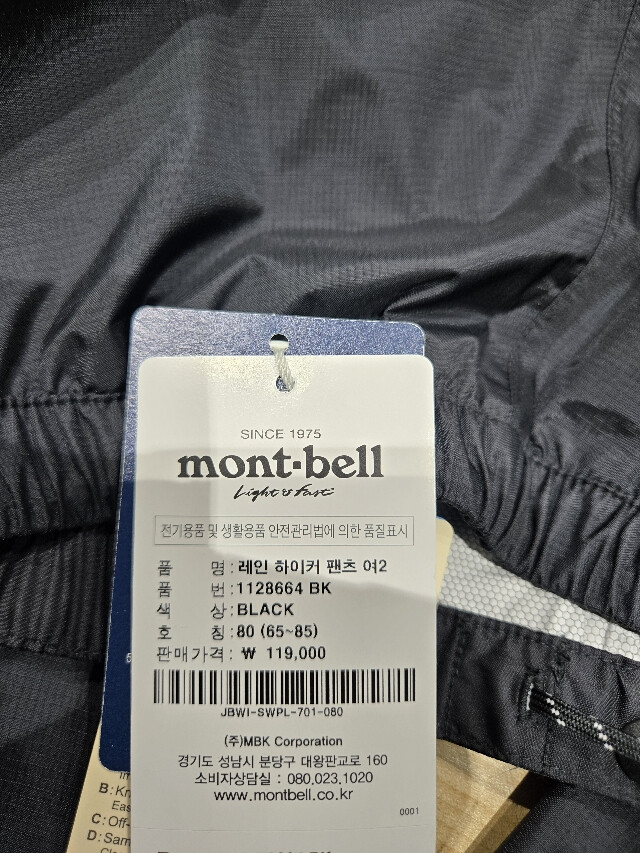 SINCE 1975
mont-bell
Light & Fast
전기용품 및 생활용품 안전관리법에 의한 품질표시
품 명 : 레인 하이커 팬츠 여2
품 번 : 1128664 BK
색 상 : BLACK
호 칭 : 80 (65~85)
판매가격 : ₩ 119,000
JBWI-SWPL-701-080
(주)MBK Corporation
경기도 성남시 분당구 대왕판교로 160
소비자상담실 : 080.023.1020
www.montbell.co.kr
0001
B: Kn
Eas
C: Off-
D: Sam